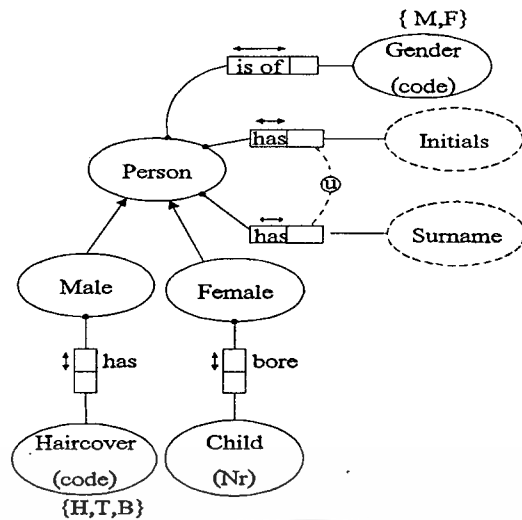 { M,F}
Gender
(code)
is of
has
Initials
Person
u
has
Surname
Male
Female
has
bore
Haircover
(code)
{H,T,B}
Child
(Nr)